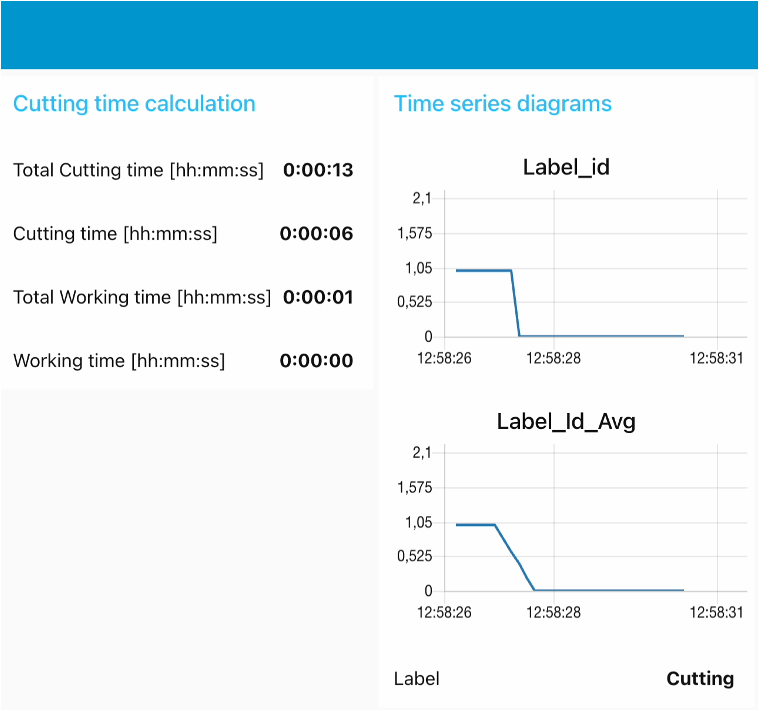 Cutting time calculation
Total Cutting time [hh:mm:ss] 0:00:13
Cutting time [hh:mm:ss] 0:00:06
Total Working time [hh:mm:ss] 0:00:01
Working time [hh:mm:ss] 0:00:00
Time series diagrams
Label_id
2,1
1,575
1,05
0,525
0
12:58:26 12:58:28 12:58:31
Label_Id_Avg
2,1
1,575
1,05
0,525
0
12:58:26 12:58:28 12:58:31
Label Cutting